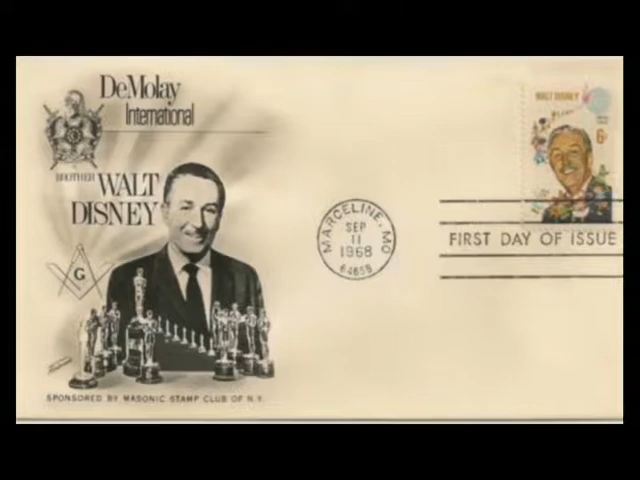 DeMolay
International
BROTHER WALT
DISNEY
G
SPONSORED BY MASONIC STAMP CLUB OF N.Y.
MARCELINE, MO
SEP
11
1968
64658
WALT DISNEY
6¢
FIRST DAY OF ISSUE